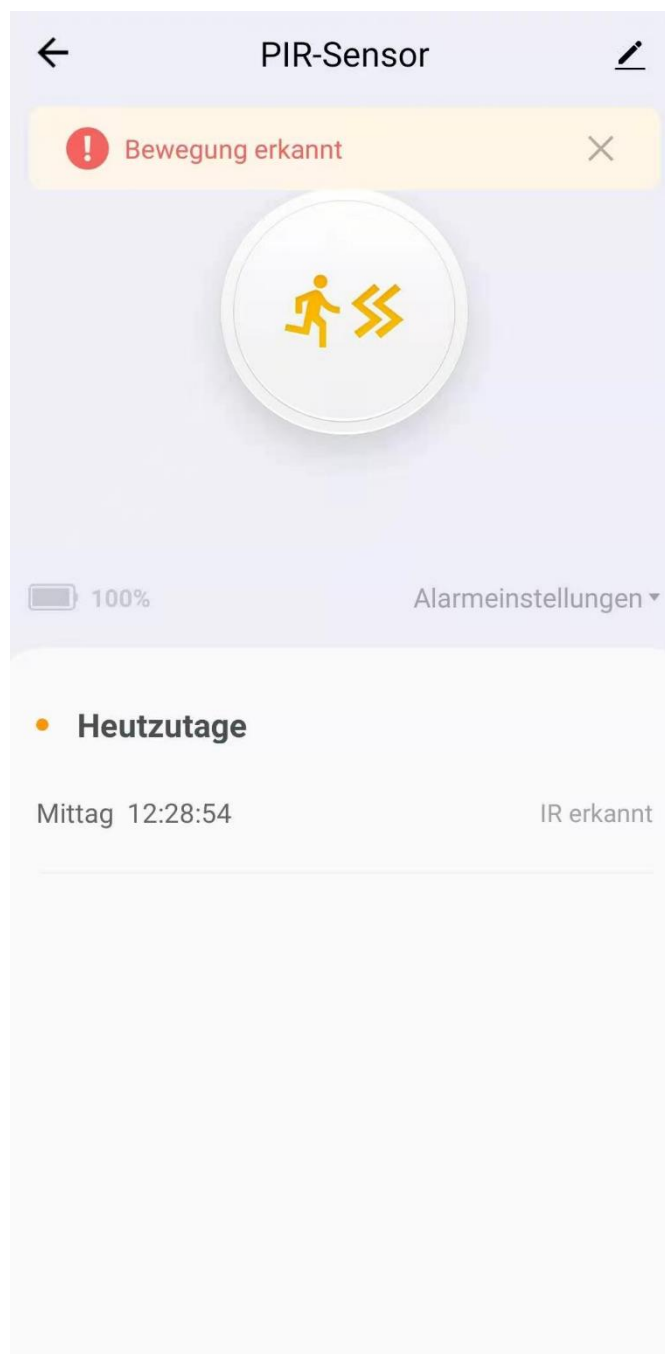 PIR-Sensor
Bewegung erkannt
100%
Alarmeinstellungen
Heutzutage
Mittag 12:28:54
IR erkannt